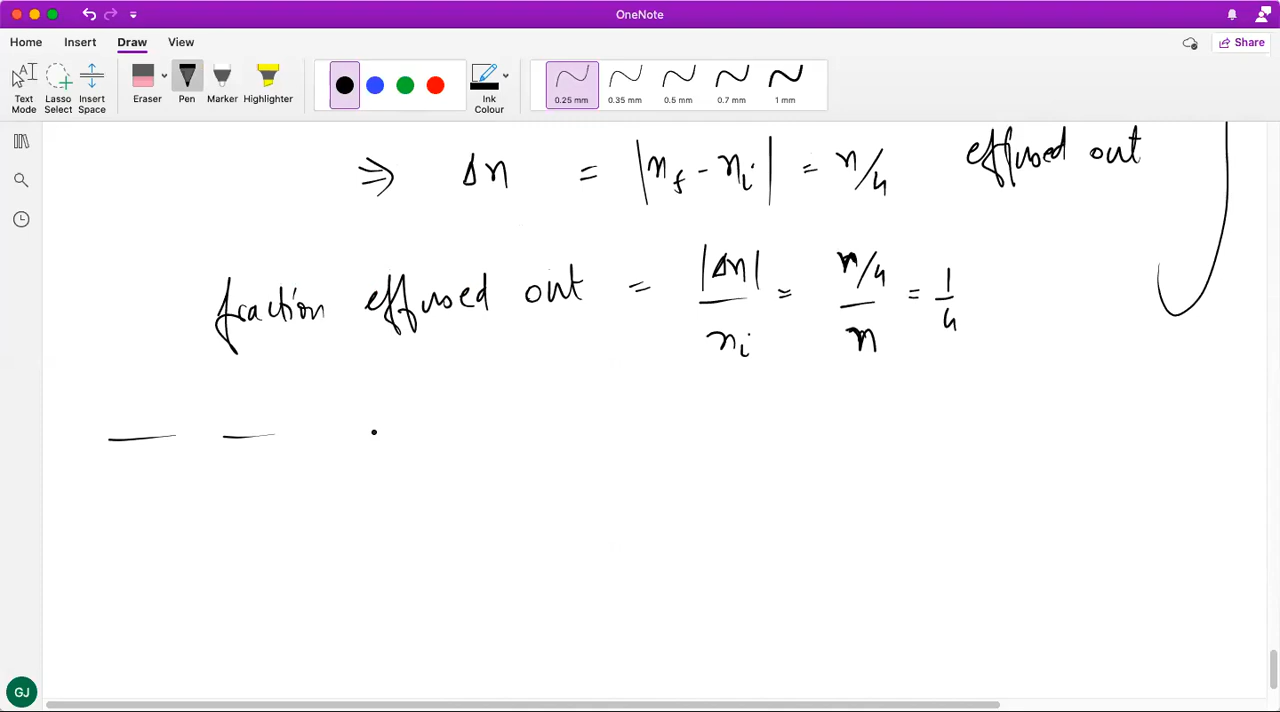 OneNote
Home Insert Draw View
Share
Text Mode
Lasso Select
Insert Space
Eraser
Pen
Marker
Highlighter
Ink Colour
0.25 mm
0.35 mm
0.5 mm
0.7 mm
1 mm
⇒ Δn = |n_f - n_i| = n/4 effused out
fraction effused out = |Δn|/n_i = (n/4)/n = 1/4
GJ